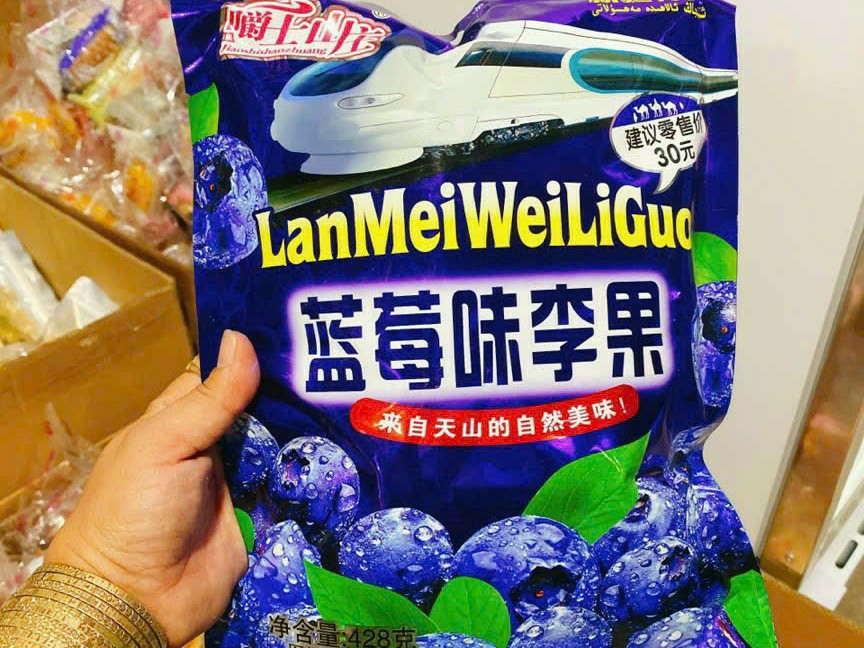 嚼士山庄
Jiaoshishanzhuang
建议零售价
30元
LanMeiWeiLiGuo
蓝莓味李果
来自天山的自然美味！
净含量:428克